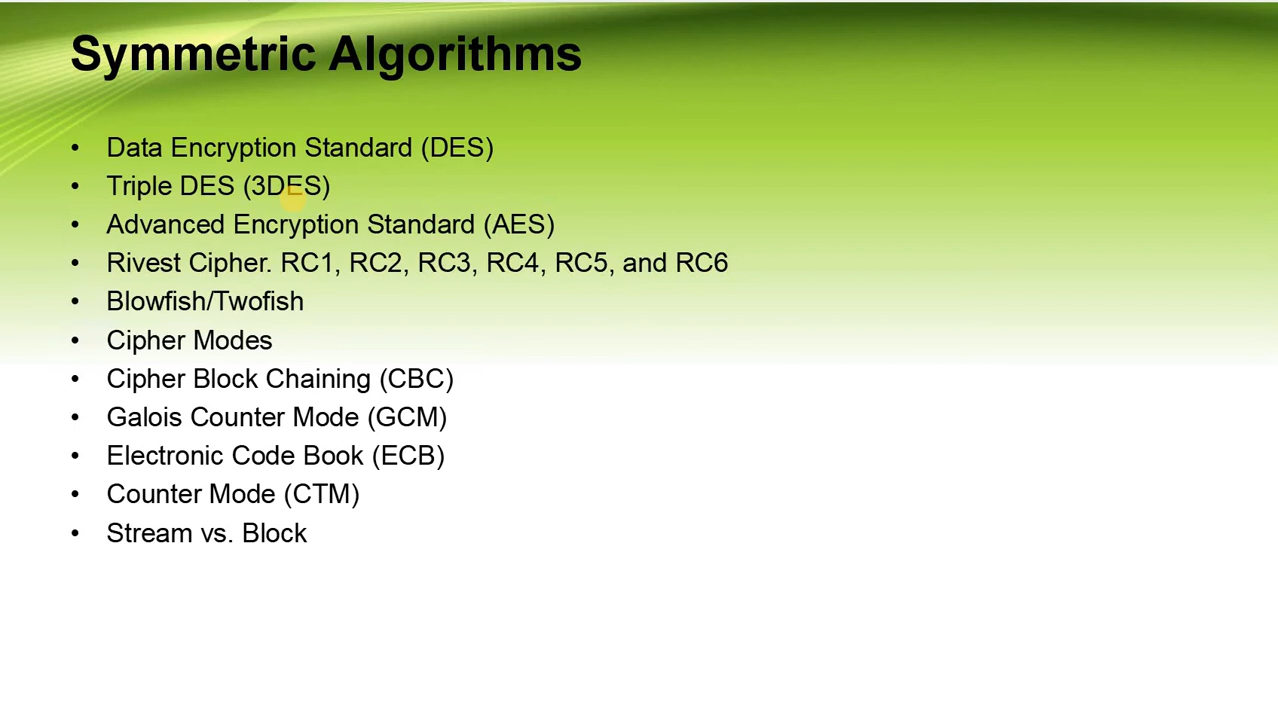 Symmetric Algorithms
• Data Encryption Standard (DES)
• Triple DES (3DES)
• Advanced Encryption Standard (AES)
• Rivest Cipher. RC1, RC2, RC3, RC4, RC5, and RC6
• Blowfish/Twofish
• Cipher Modes
• Cipher Block Chaining (CBC)
• Galois Counter Mode (GCM)
• Electronic Code Book (ECB)
• Counter Mode (CTM)
• Stream vs. Block